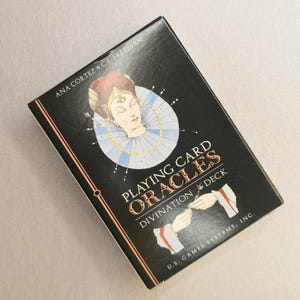 ANA CORTEZ & C.J. FREEMAN
PLAYING CARD
ORACLES
DIVINATION DECK
U.S. GAMES SYSTEMS, INC.